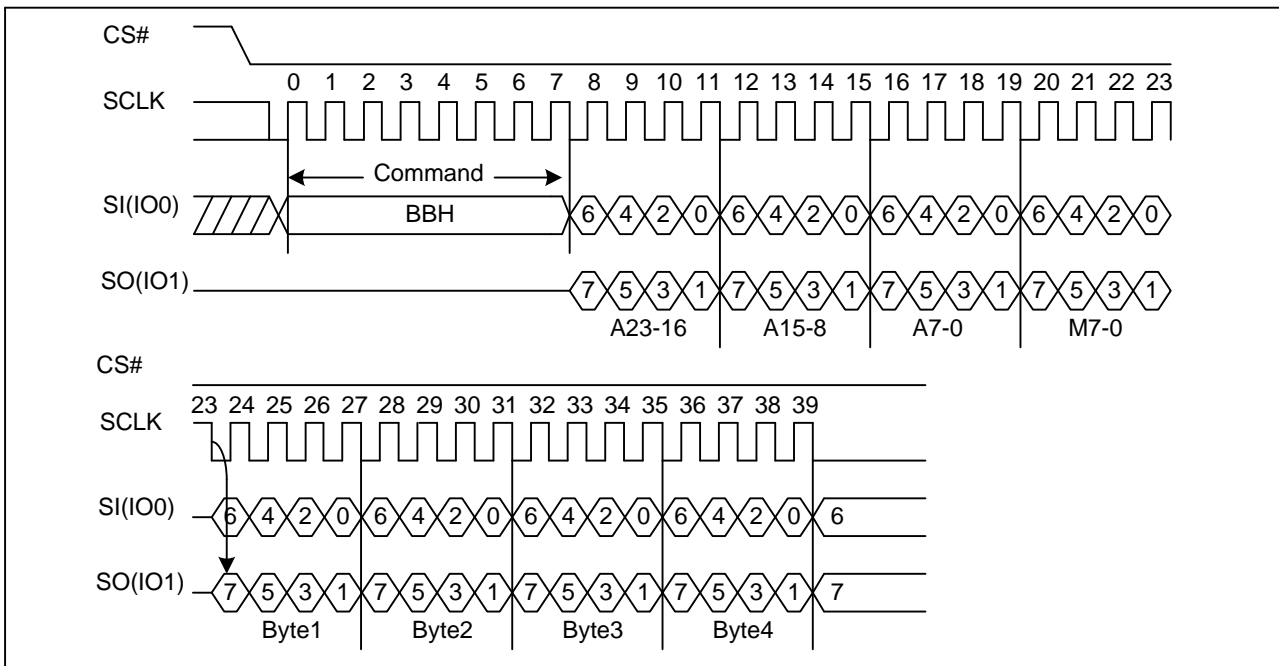 CS#
0 1 2 3 4 5 6 7 8 9 10 11 12 13 14 15 16 17 18 19 20 21 22 23
SCLK
Command
SI(IO0) BBH 6 4 2 0 6 4 2 0 6 4 2 0 6 4 2 0
SO(IO1) 7 5 3 1 7 5 3 1 7 5 3 1 7 5 3 1
A23-16 A15-8 A7-0 M7-0
CS#
23 24 25 26 27 28 29 30 31 32 33 34 35 36 37 38 39
SCLK
SI(IO0) 6 4 2 0 6 4 2 0 6 4 2 0 6 4 2 0 6
SO(IO1) 7 5 3 1 7 5 3 1 7 5 3 1 7 5 3 1 7
Byte1 Byte2 Byte3 Byte4